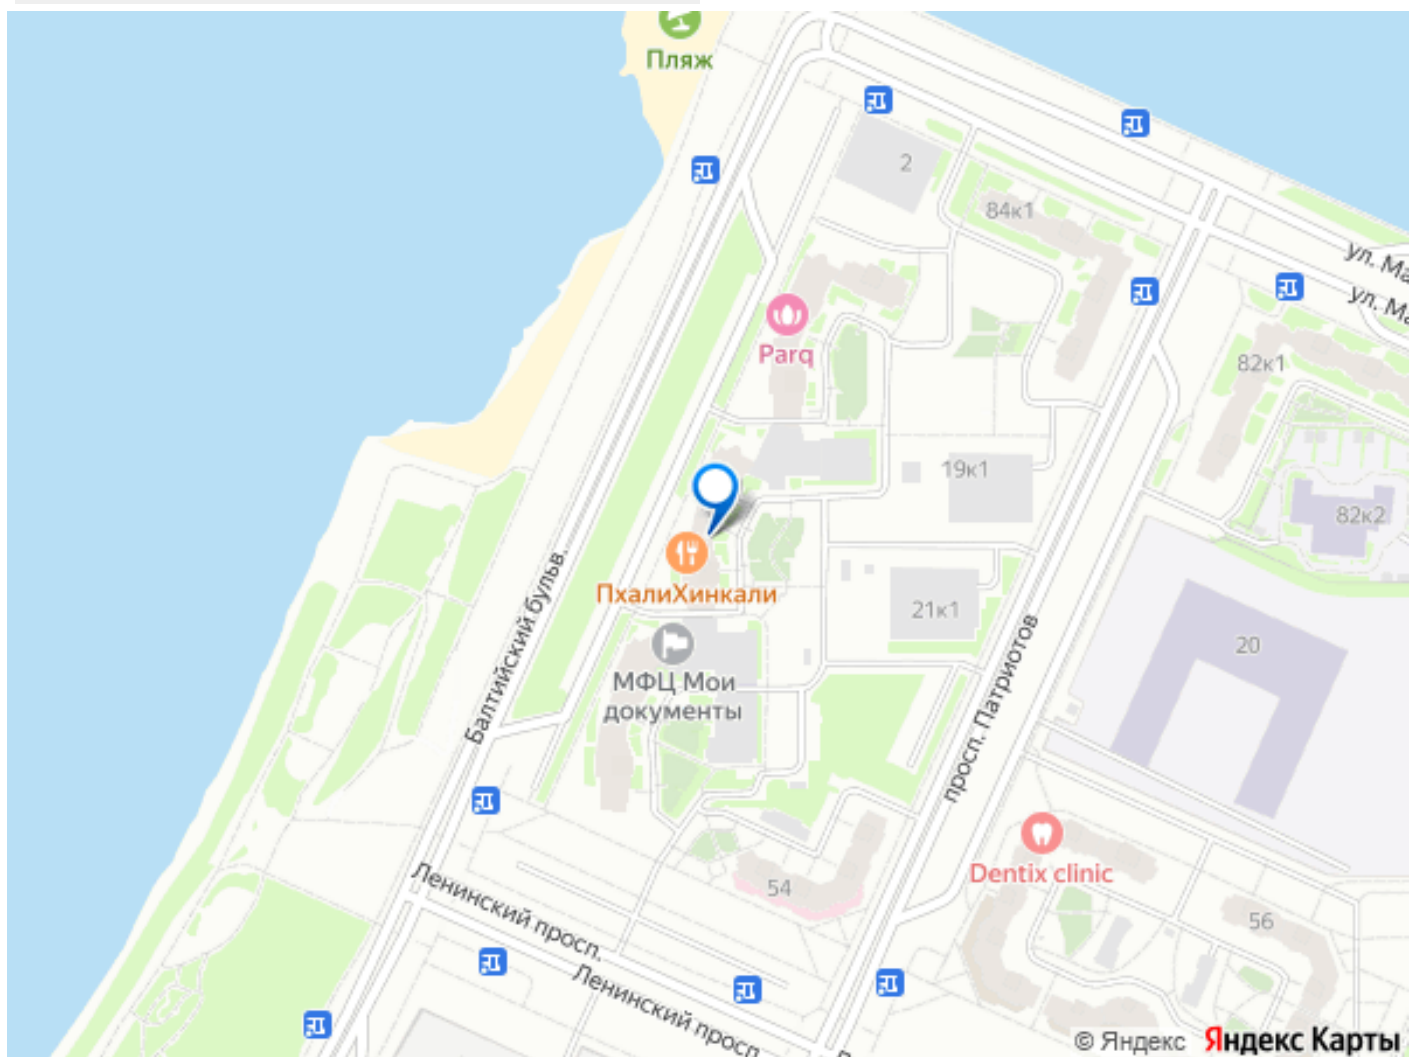 Пляж
2
84к1
ул. Ма
ул. Ма
Parq
82к1
19к1
82к2
ПхалиХинкали
Балтийский бульв.
21к1
просп. Патриотов
20
МФЦ Мои
документы
Dentix clinic
54
56
Ленинский просп.
Ленинский просп
© Яндекс
Яндекс Карты